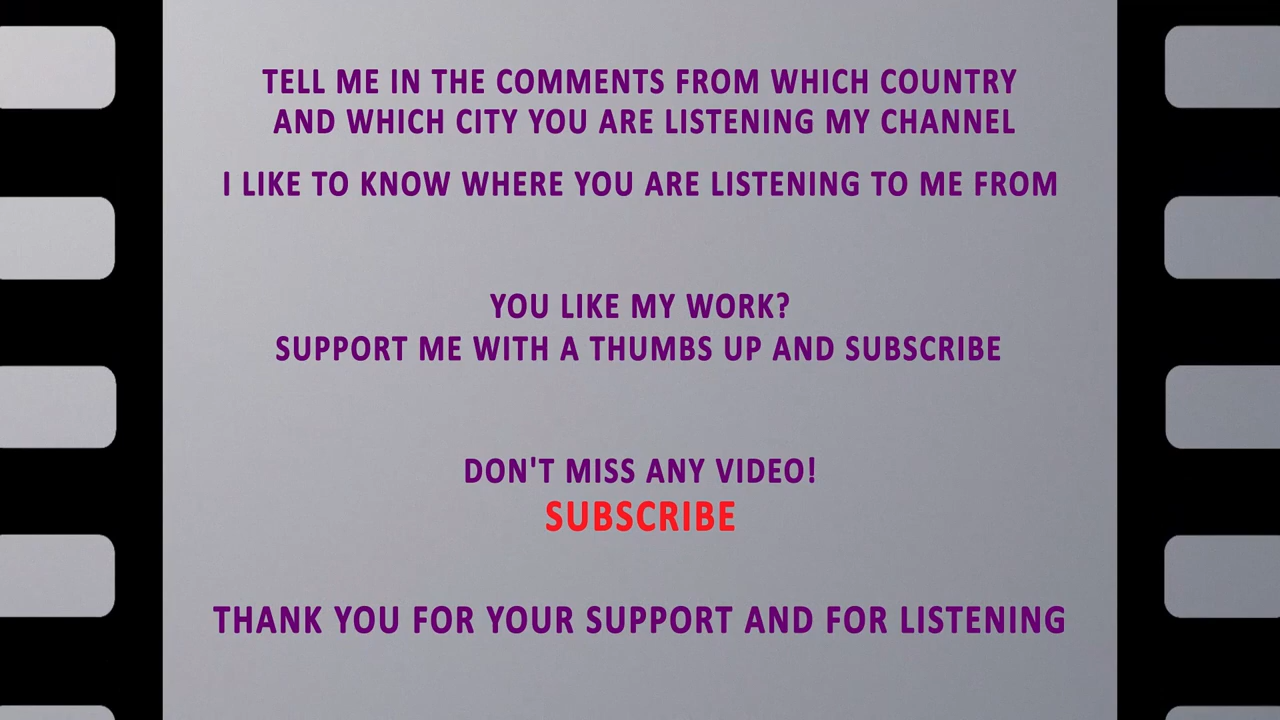 TELL ME IN THE COMMENTS FROM WHICH COUNTRY
AND WHICH CITY YOU ARE LISTENING MY CHANNEL
I LIKE TO KNOW WHERE YOU ARE LISTENING TO ME FROM
YOU LIKE MY WORK?
SUPPORT ME WITH A THUMBS UP AND SUBSCRIBE
DON'T MISS ANY VIDEO!
SUBSCRIBE
THANK YOU FOR YOUR SUPPORT AND FOR LISTENING